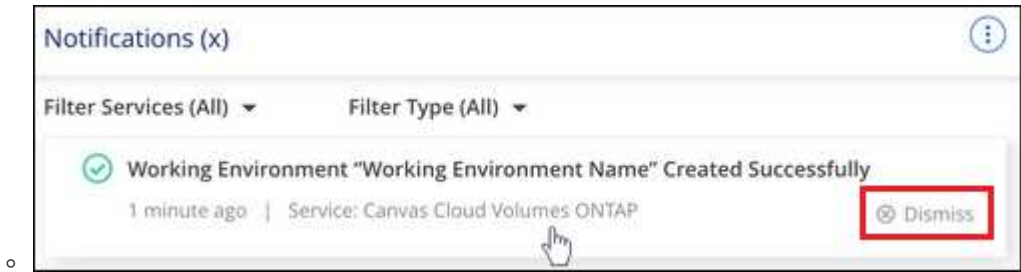 Notifications (x)
Filter Services (All) Filter Type (All)
Working Environment “Working Environment Name” Created Successfully
1 minute ago | Service: Canvas Cloud Volumes ONTAP Dismiss